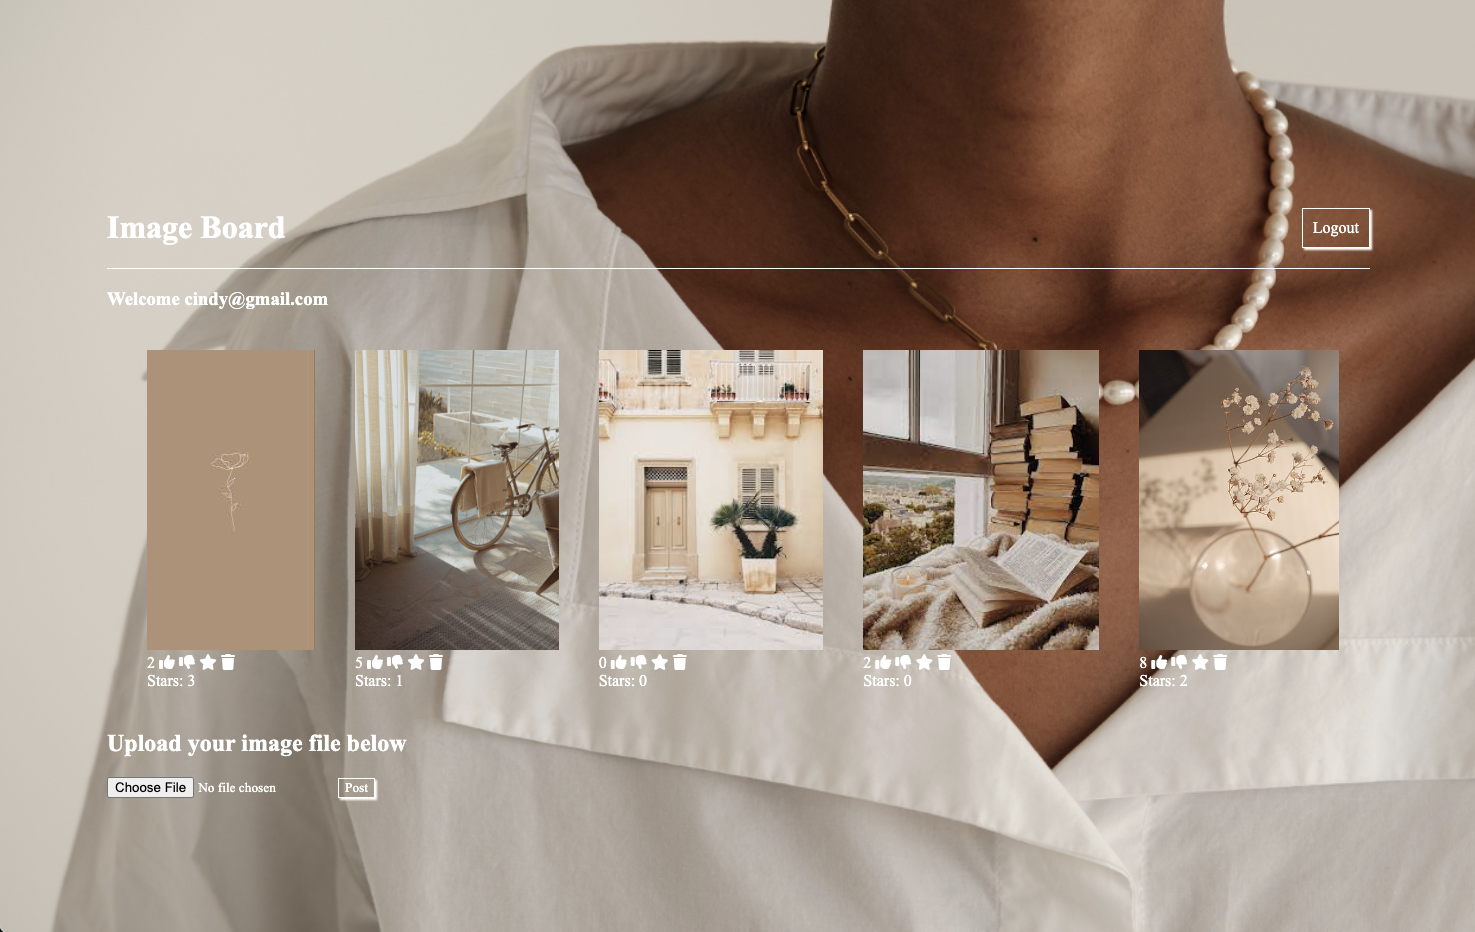 Image Board
Logout
Welcome cindy@gmail.com
2
Stars: 3
5
Stars: 1
0
Stars: 0
2
Stars: 0
8
Stars: 2
Upload your image file below
Choose File No file chosen
Post